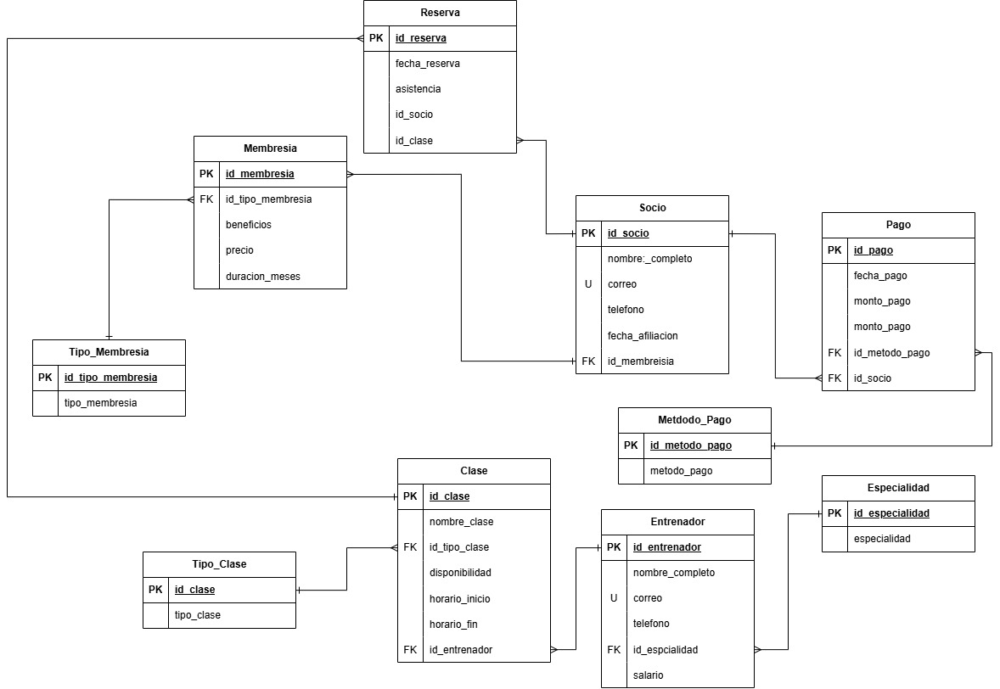 Reserva
PK id_reserva
fecha_reserva
asistencia
id_socio
id_clase
Membresia
PK id_membresia
FK id_tipo_membresia
beneficios
precio
duracion_meses
Socio
PK id_socio
nombre:_completo
U correo
telefono
fecha_afiliacion
FK id_membreisia
Pago
PK id_pago
fecha_pago
monto_pago
monto_pago
FK id_metodo_pago
FK id_socio
Tipo_Membresia
PK id_tipo_membresia
tipo_membresia
Metdodo_Pago
PK id_metodo_pago
metodo_pago
Clase
PK id_clase
nombre_clase
FK id_tipo_clase
disponibilidad
horario_inicio
horario_fin
FK id_entrenador
Especialidad
PK id_especialidad
especialidad
Entrenador
PK id_entrenador
nombre_completo
U correo
telefono
FK id_espcialidad
salario
Tipo_Clase
PK id_clase
tipo_clase